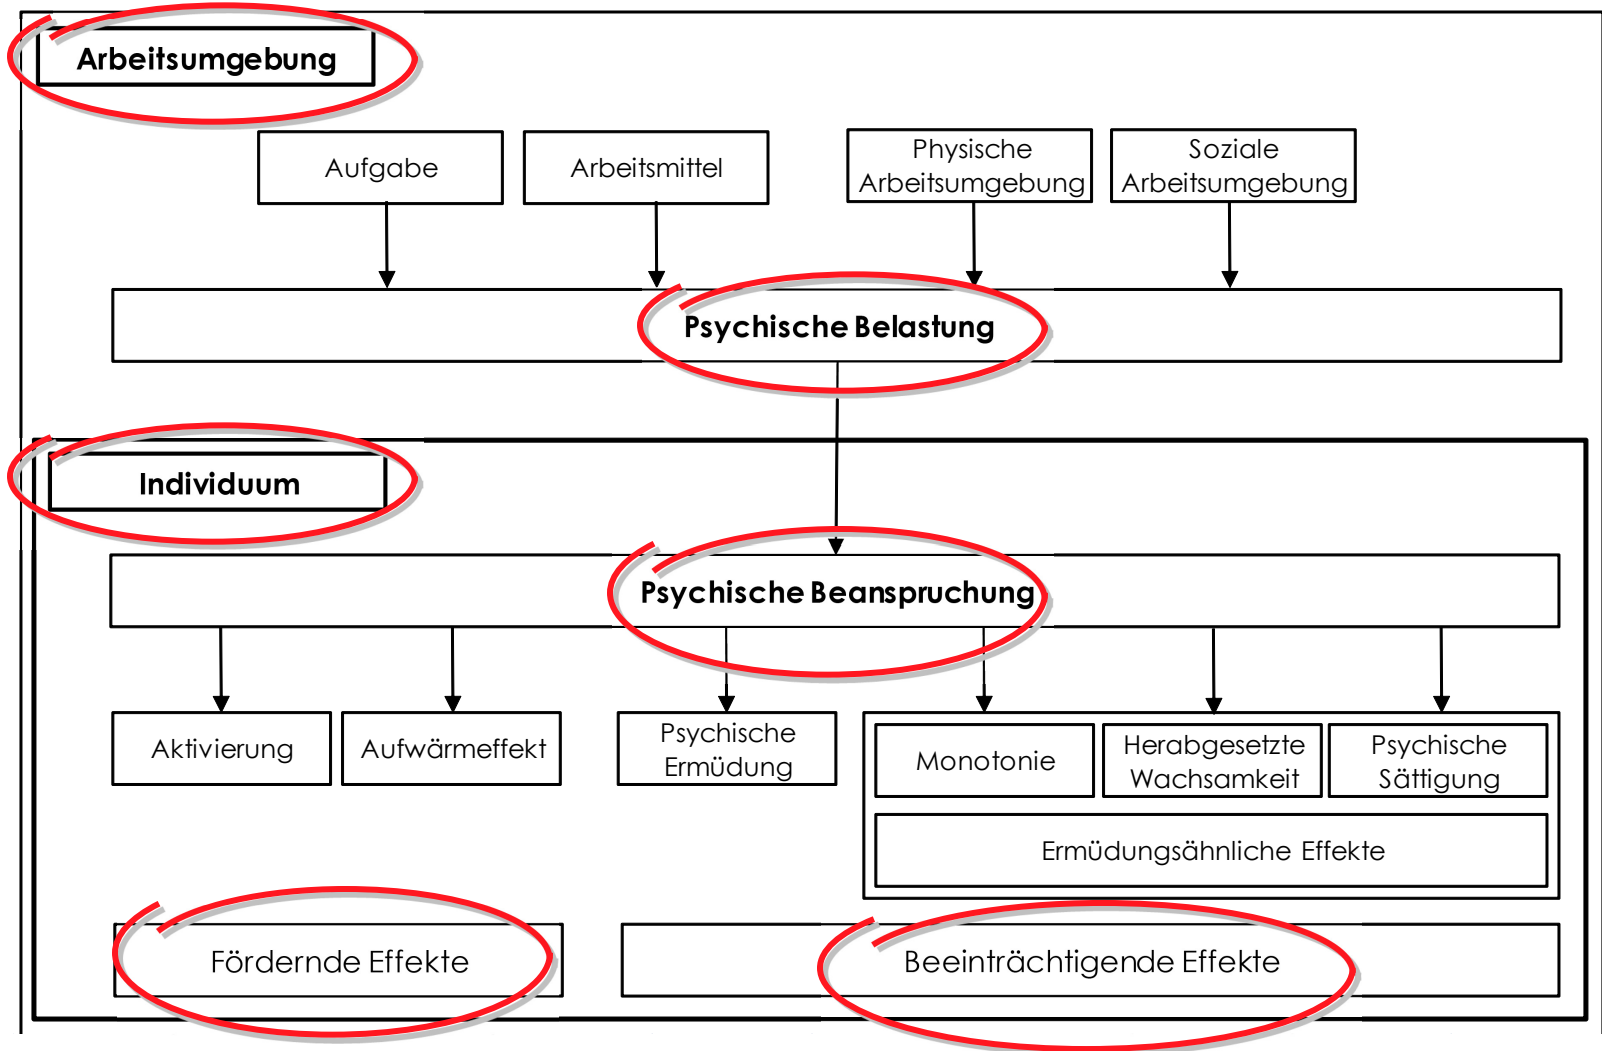 Arbeitsumgebung
Aufgabe
Arbeitsmittel
Physische
Arbeitsumgebung
Soziale
Arbeitsumgebung
Psychische Belastung
Individuum
Psychische Beanspruchung
Aktivierung
Aufwärmeffekt
Psychische
Ermüdung
Monotonie
Herabgesetzte
Wachsamkeit
Psychische
Sättigung
Ermüdungsähnliche Effekte
Fördernde Effekte
Beeinträchtigende Effekte